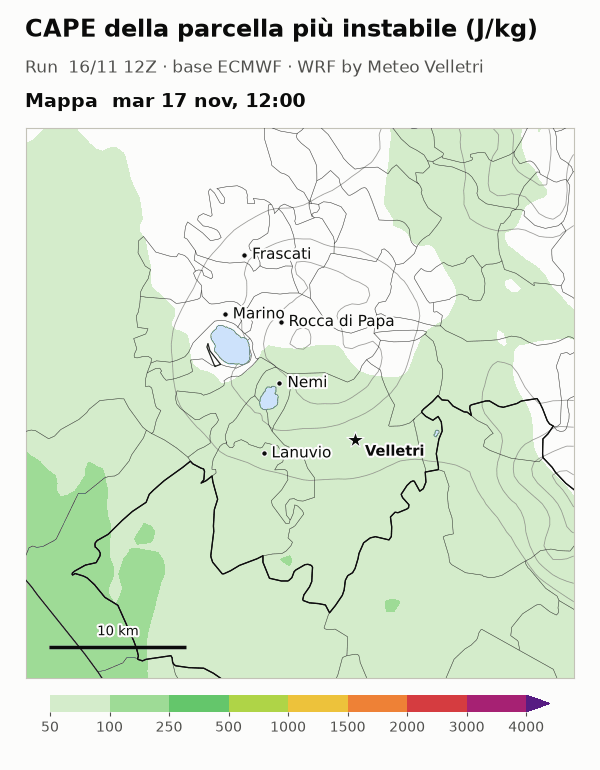 CAPE della parcella più instabile (J/kg)
Run  16/11 12Z · base ECMWF · WRF by Meteo Velletri
Mappa  mar 17 nov, 12:00
Frascati
Marino
Rocca di Papa
Nemi
Velletri
Lanuvio
10 km
50 100 250 500 1000 1500 2000 3000 4000